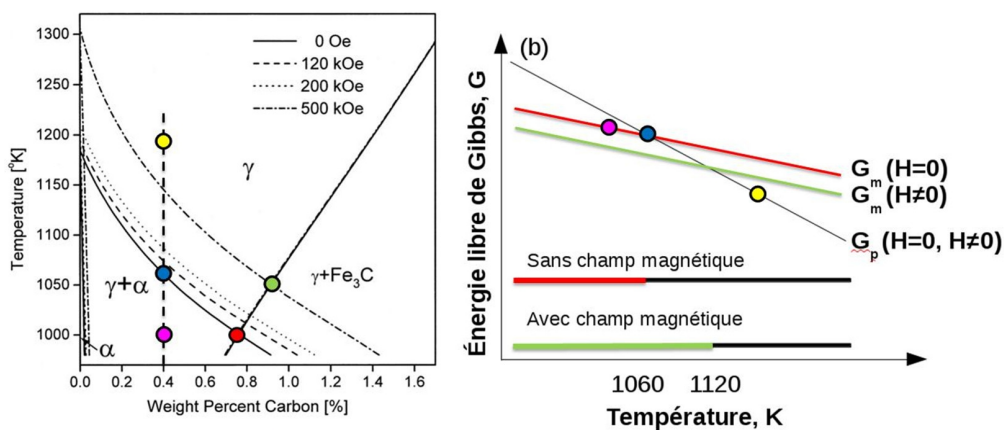 1300
1200
1250
1150
1100
1050
1000
Temperature [°K]
0 Oe
120 kOe
200 kOe
500 kOe
γ
γ+α
γ+Fe₃C
α
0.0 0.2 0.4 0.6 0.8 1.0 1.2 1.4 1.6
Weight Percent Carbon [%]
(b)
Énergie libre de Gibbs, G
Gm (H=0)
Gm (H≠0)
Gp (H=0, H≠0)
Sans champ magnétique
Avec champ magnétique
1060 1120
Température, K